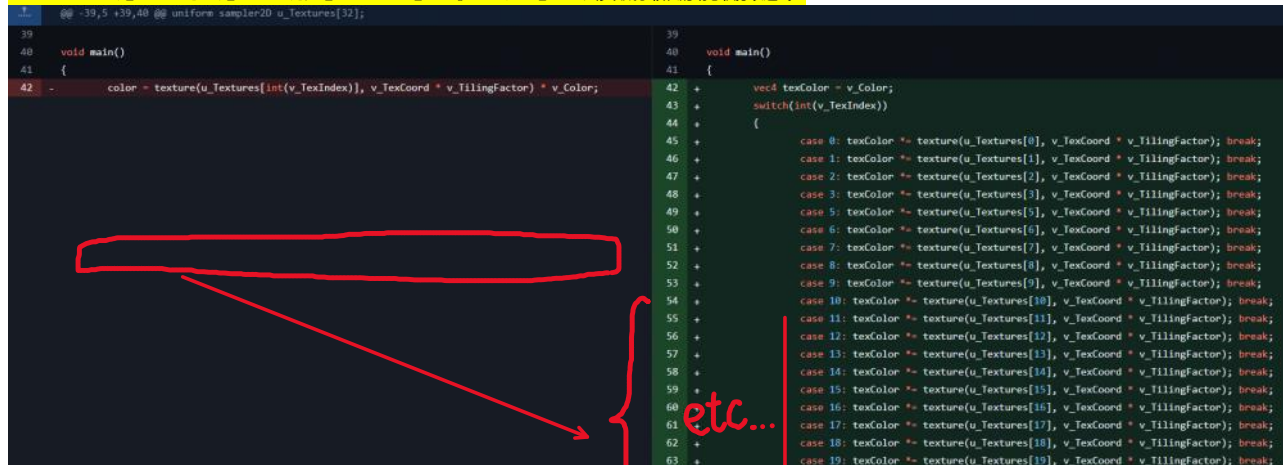 @@ -39,5 +39,40 @@ uniform sampler2D u_Textures[32];
39
40 void main()
41 {
42 - color = texture(u_Textures[int(v_TexIndex)], v_TexCoord * v_TilingFactor) * v_Color;
39
40 void main()
41 {
42 + vec4 texColor = v_Color;
43 + switch(int(v_TexIndex))
44 + {
45 + case 0: texColor *= texture(u_Textures[0], v_TexCoord * v_TilingFactor); break;
46 + case 1: texColor *= texture(u_Textures[1], v_TexCoord * v_TilingFactor); break;
47 + case 2: texColor *= texture(u_Textures[2], v_TexCoord * v_TilingFactor); break;
48 + case 3: texColor *= texture(u_Textures[3], v_TexCoord * v_TilingFactor); break;
49 + case 5: texColor *= texture(u_Textures[5], v_TexCoord * v_TilingFactor); break;
50 + case 6: texColor *= texture(u_Textures[6], v_TexCoord * v_TilingFactor); break;
51 + case 7: texColor *= texture(u_Textures[7], v_TexCoord * v_TilingFactor); break;
52 + case 8: texColor *= texture(u_Textures[8], v_TexCoord * v_TilingFactor); break;
53 + case 9: texColor *= texture(u_Textures[9], v_TexCoord * v_TilingFactor); break;
54 + case 10: texColor *= texture(u_Textures[10], v_TexCoord * v_TilingFactor); break;
55 + case 11: texColor *= texture(u_Textures[11], v_TexCoord * v_TilingFactor); break;
56 + case 12: texColor *= texture(u_Textures[12], v_TexCoord * v_TilingFactor); break;
57 + case 13: texColor *= texture(u_Textures[13], v_TexCoord * v_TilingFactor); break;
58 + case 14: texColor *= texture(u_Textures[14], v_TexCoord * v_TilingFactor); break;
59 + case 15: texColor *= texture(u_Textures[15], v_TexCoord * v_TilingFactor); break;
60 + case 16: texColor *= texture(u_Textures[16], v_TexCoord * v_TilingFactor); break;
61 + case 17: texColor *= texture(u_Textures[17], v_TexCoord * v_TilingFactor); break;
62 + case 18: texColor *= texture(u_Textures[18], v_TexCoord * v_TilingFactor); break;
63 + case 19: texColor *= texture(u_Textures[19], v_TexCoord * v_TilingFactor); break;
etc...